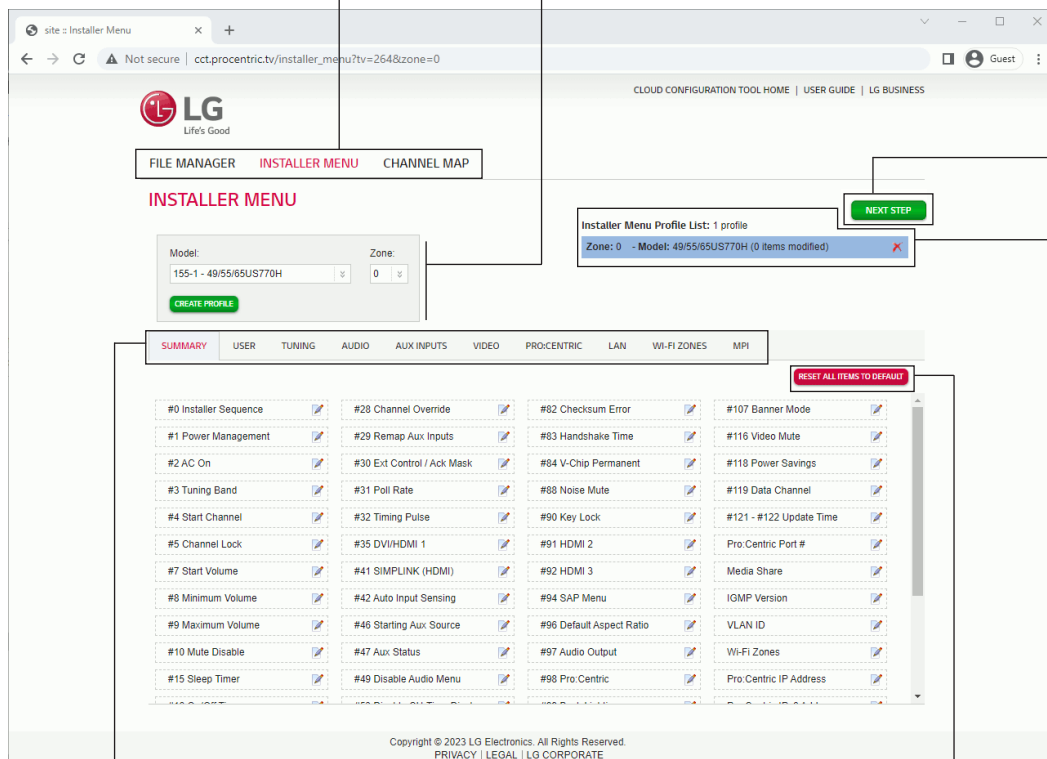 site :: Installer Menu
Not secure | cct.procentric.tv/installer_menu?tv=264&zone=0
Guest
CLOUD CONFIGURATION TOOL HOME | USER GUIDE | LG BUSINESS
LG
Life's Good
FILE MANAGER INSTALLER MENU CHANNEL MAP
INSTALLER MENU
NEXT STEP
Installer Menu Profile List: 1 profile
Zone: 0 - Model: 49/55/65US770H (0 items modified)
Model: Zone:
155-1 - 49/55/65US770H 0
CREATE PROFILE
SUMMARY USER TUNING AUDIO AUX INPUTS VIDEO PRO:CENTRIC LAN WI-FI ZONES MPI
RESET ALL ITEMS TO DEFAULT
#0 Installer Sequence #28 Channel Override #82 Checksum Error #107 Banner Mode
#1 Power Management #29 Remap Aux Inputs #83 Handshake Time #116 Video Mute
#2 AC On #30 Ext Control / Ack Mask #84 V-Chip Permanent #118 Power Savings
#3 Tuning Band #31 Poll Rate #88 Noise Mute #119 Data Channel
#4 Start Channel #32 Timing Pulse #90 Key Lock #121 - #122 Update Time
#5 Channel Lock #35 DVI/HDMI 1 #91 HDMI 2 Pro:Centric Port #
#7 Start Volume #41 SIMPLINK (HDMI) #92 HDMI 3 Media Share
#8 Minimum Volume #42 Auto Input Sensing #94 SAP Menu IGMP Version
#9 Maximum Volume #46 Starting Aux Source #96 Default Aspect Ratio VLAN ID
#10 Mute Disable #47 Aux Status #97 Audio Output Wi-Fi Zones
#15 Sleep Timer #49 Disable Audio Menu #98 Pro:Centric Pro:Centric IP Address
Copyright © 2023 LG Electronics. All Rights Reserved.
PRIVACY | LEGAL | LG CORPORATE